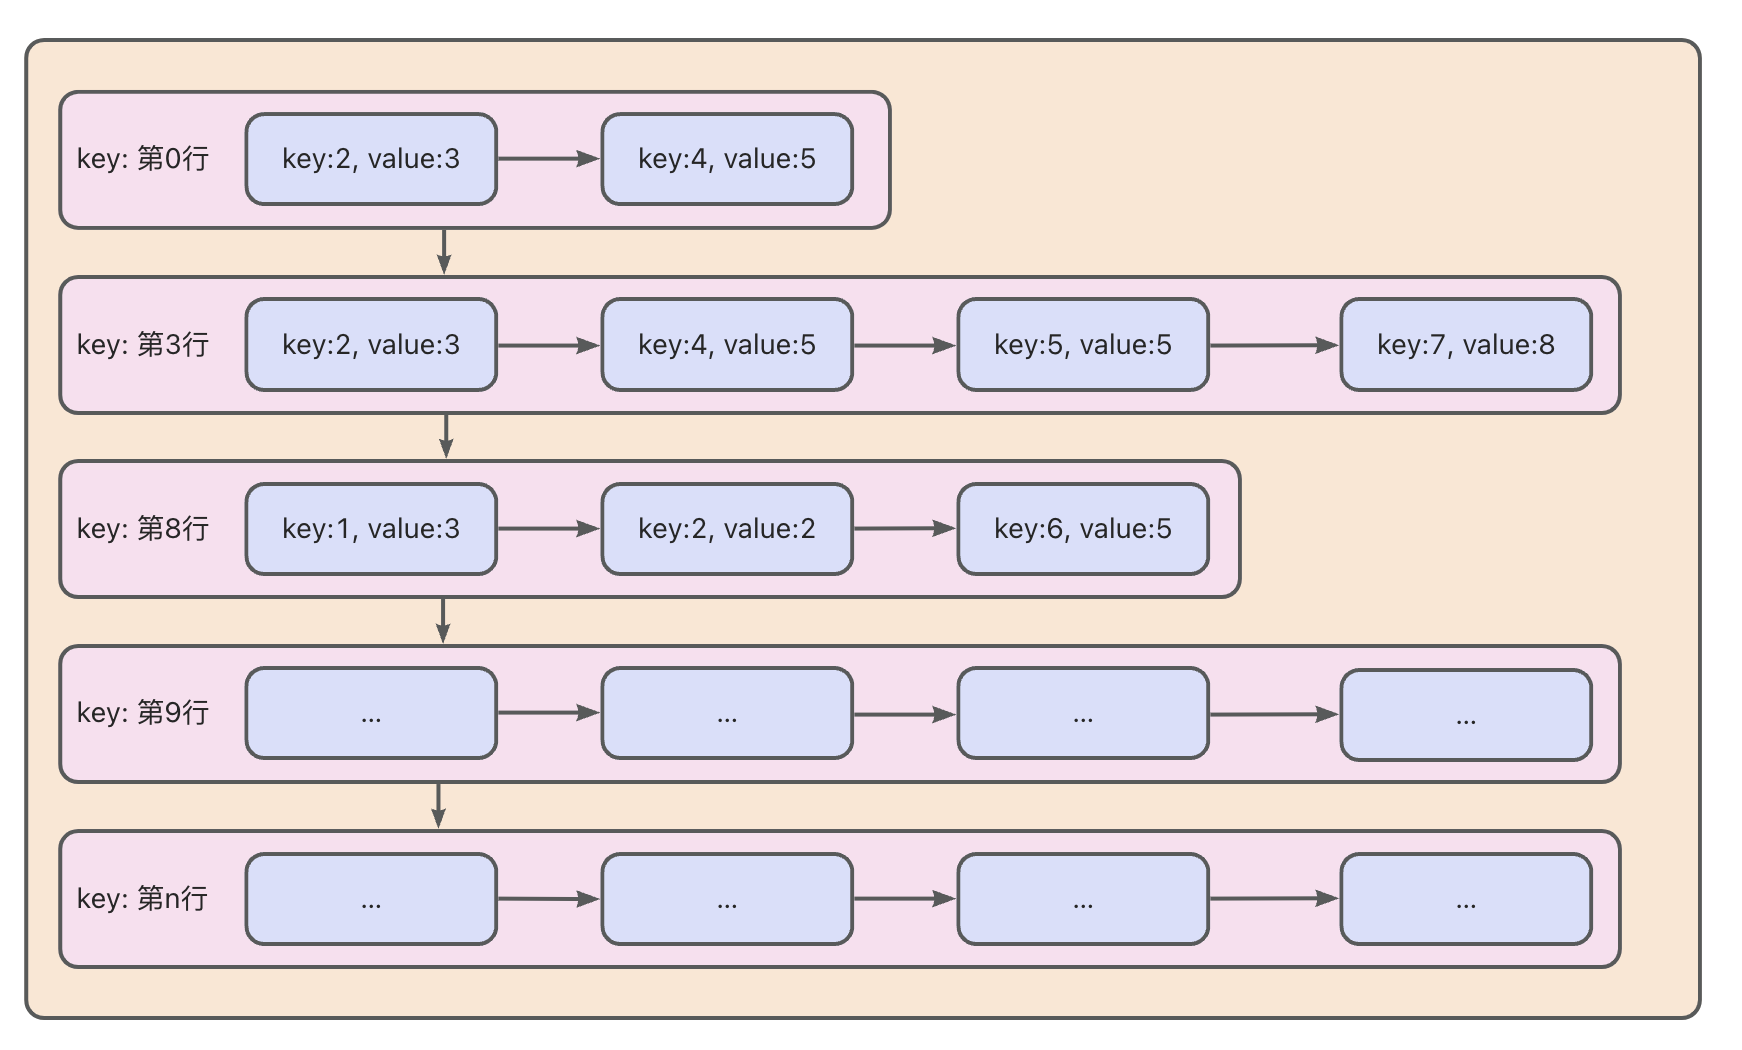 key: 第0行 key:2, value:3 key:4, value:5
key: 第3行 key:2, value:3 key:4, value:5 key:5, value:5 key:7, value:8
key: 第8行 key:1, value:3 key:2, value:2 key:6, value:5
key: 第9行 ... ... ... ...
key: 第n行 ... ... ... ...